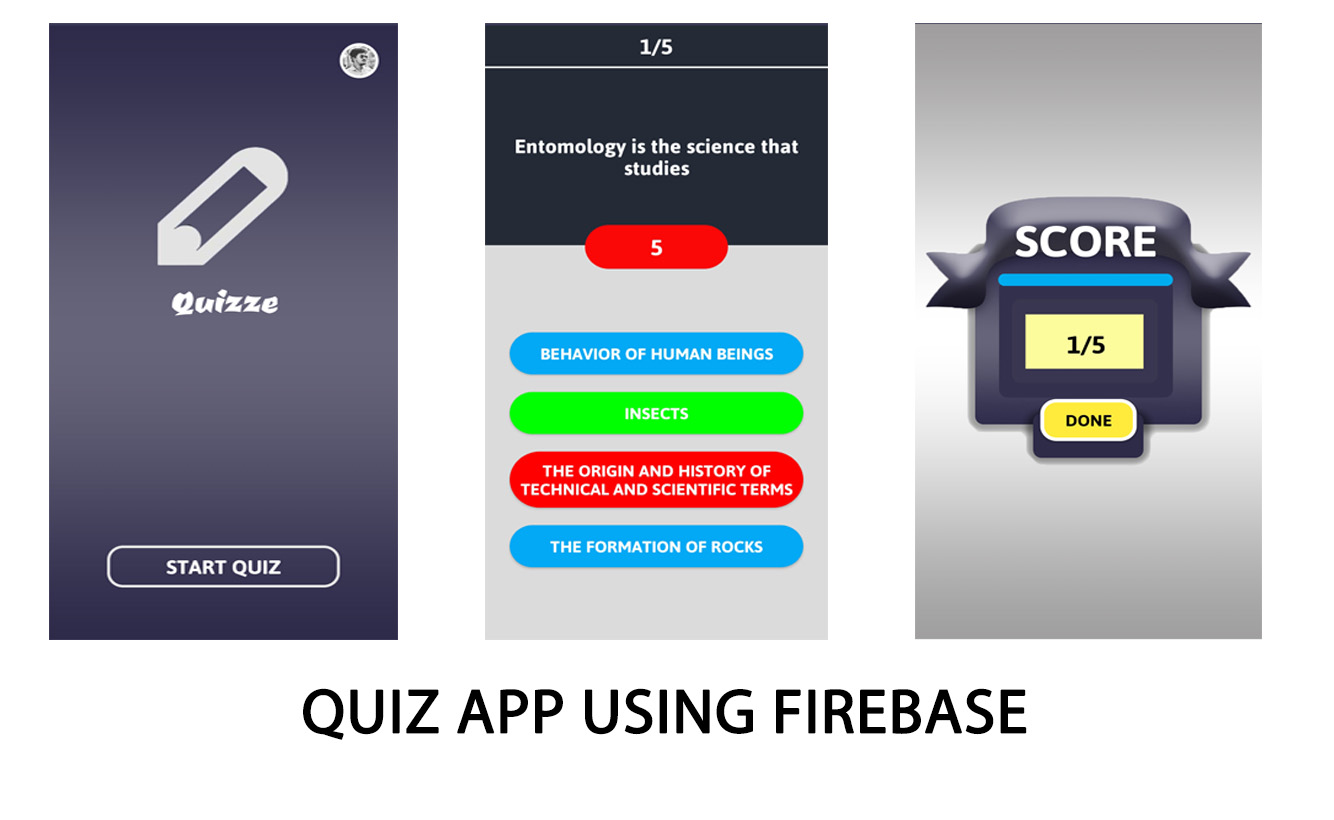 Quizze
START QUIZ
1/5
Entomology is the science that
studies
5
BEHAVIOR OF HUMAN BEINGS
INSECTS
THE ORIGIN AND HISTORY OF
TECHNICAL AND SCIENTIFIC TERMS
THE FORMATION OF ROCKS
SCORE
1/5
DONE
QUIZ APP USING FIREBASE